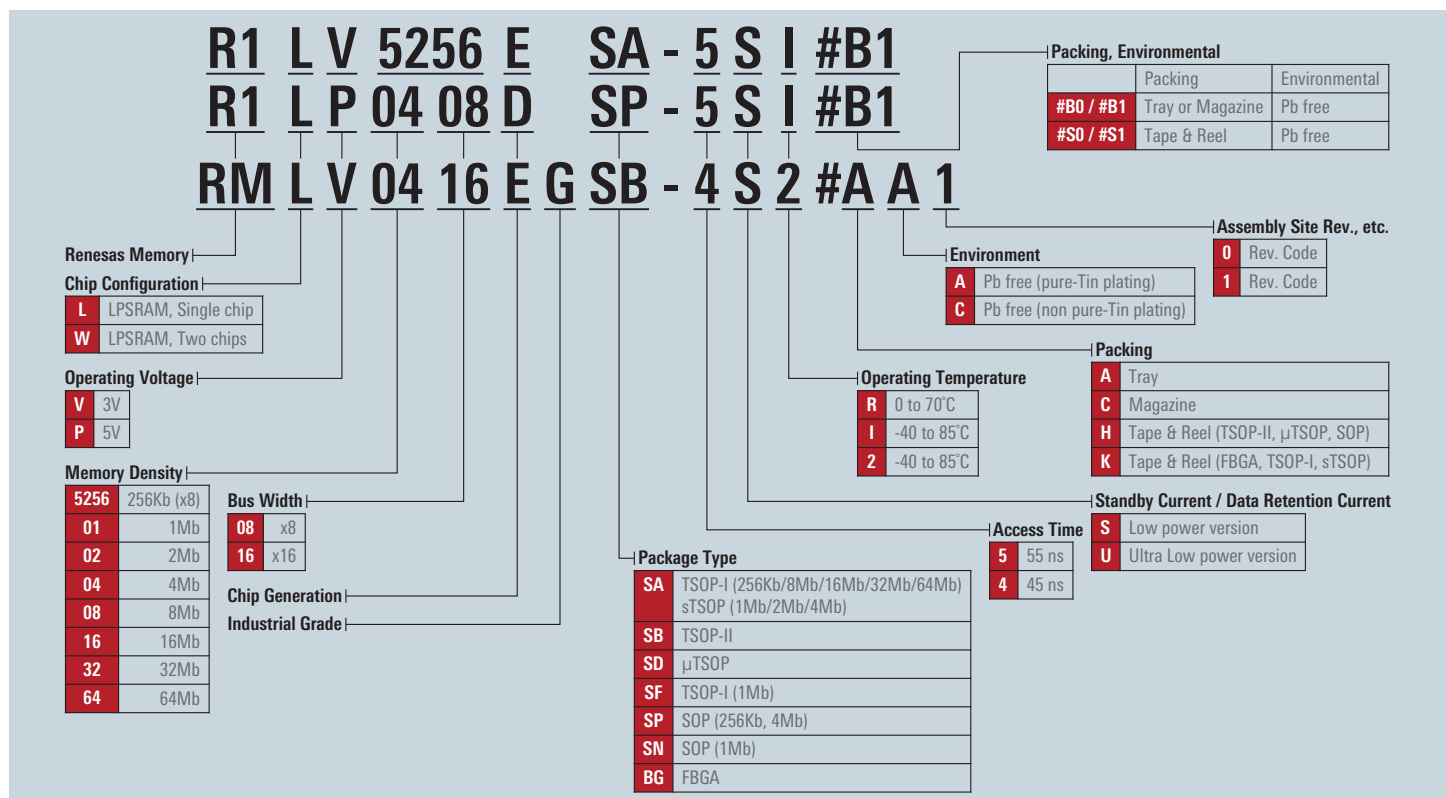 R1 L V 5256 E SA - 5 S I #B1
R1 L P 04 08 D SP - 5 S I #B1
RM L V 04 16 E G SB - 4 S 2 #A A 1
Packing, Environmental
Packing Environmental
#B0 / #B1 Tray or Magazine Pb free
#S0 / #S1 Tape & Reel Pb free
Renesas Memory
Chip Configuration
L LPSRAM, Single chip
W LPSRAM, Two chips
Operating Voltage
V 3V
P 5V
Memory Density
5256 256Kb (x8)
01 1Mb
02 2Mb
04 4Mb
08 8Mb
16 16Mb
32 32Mb
64 64Mb
Bus Width
08 x8
16 x16
Chip Generation
Industrial Grade
Package Type
SA TSOP-I (256Kb/8Mb/16Mb/32Mb/64Mb)
sTSOP (1Mb/2Mb/4Mb)
SB TSOP-II
SD µTSOP
SF TSOP-I (1Mb)
SP SOP (256Kb, 4Mb)
SN SOP (1Mb)
BG FBGA
Access Time
5 55 ns
4 45 ns
Operating Temperature
R 0 to 70°C
I -40 to 85°C
2 -40 to 85°C
Standby Current / Data Retention Current
S Low power version
U Ultra Low power version
Packing
A Tray
C Magazine
H Tape & Reel (TSOP-II, µTSOP, SOP)
K Tape & Reel (FBGA, TSOP-I, sTSOP)
Environment
A Pb free (pure-Tin plating)
C Pb free (non pure-Tin plating)
Assembly Site Rev., etc.
0 Rev. Code
1 Rev. Code